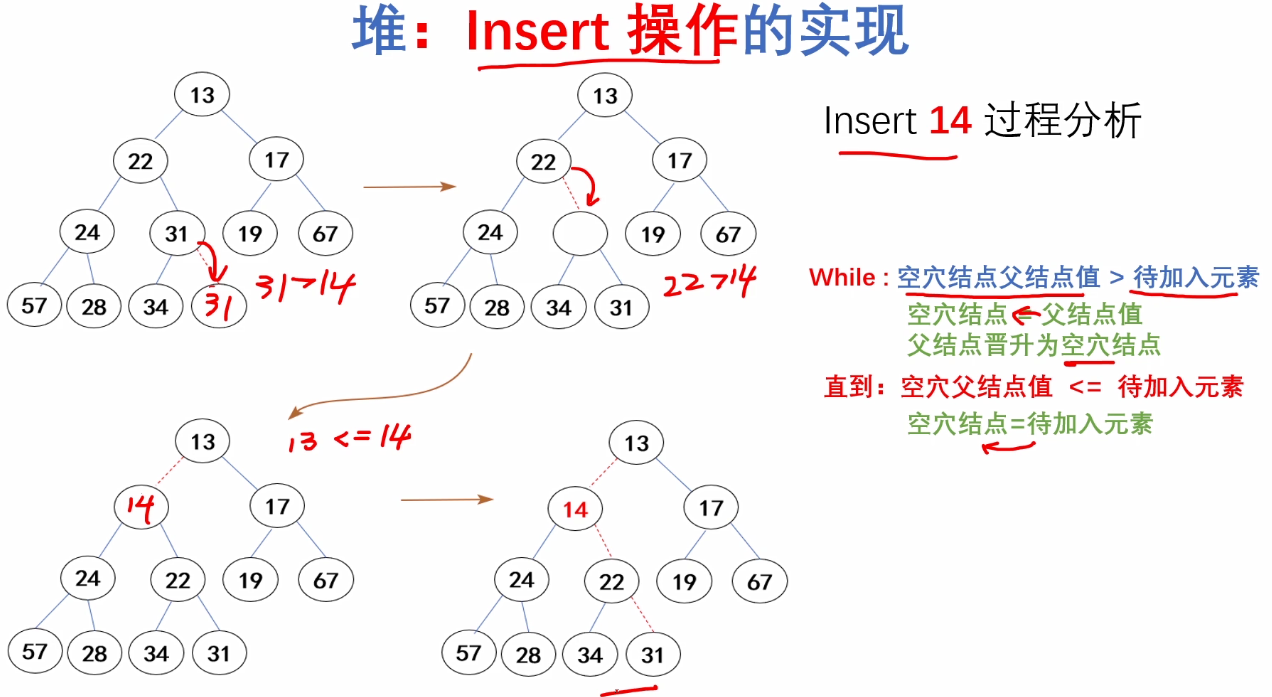 堆：Insert 操作的实现
Insert 14 过程分析
13
22 17
24 31 19 67
57 28 34 31
31>14
13
22 17
24 19 67
57 28 34 31
22>14
While : 空穴结点父结点值 > 待加入元素
空穴结点 = 父结点值
父结点晋升为空穴结点
直到：空穴父结点值 <= 待加入元素
空穴结点=待加入元素
13
14 17
24 22 19 67
57 28 34 31
13 <= 14
13
14 17
24 22 19 67
57 28 34 31